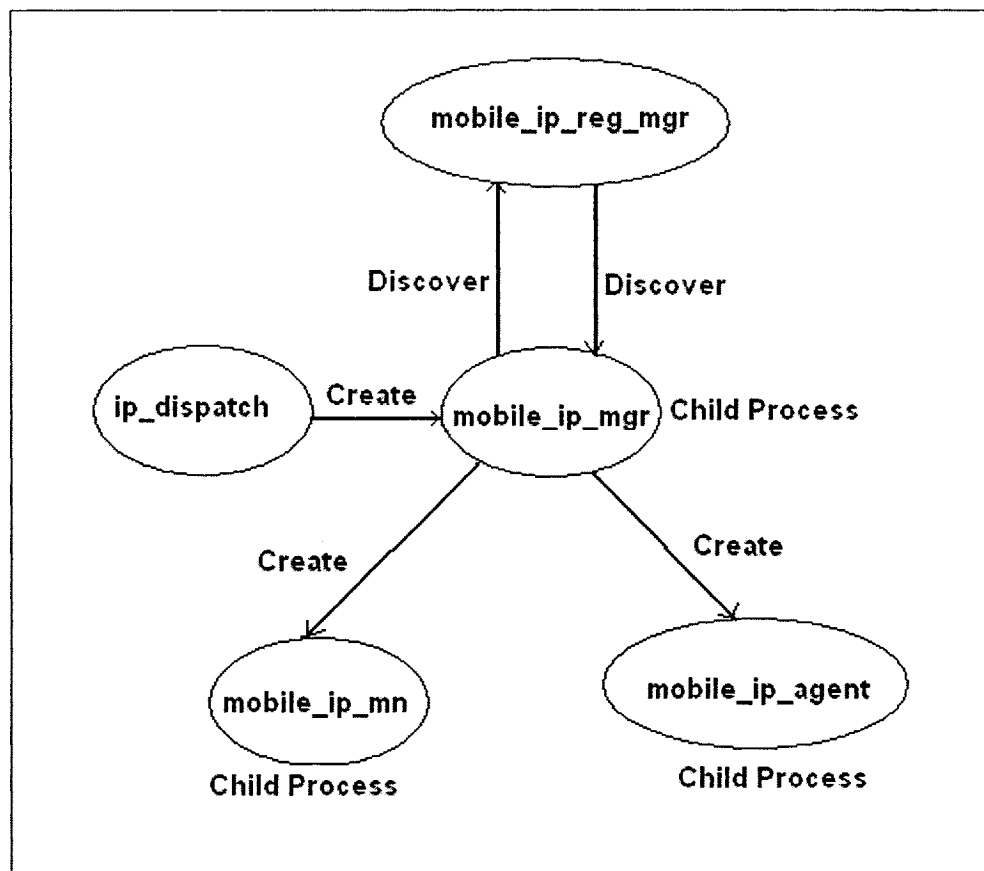 mobile_ip_reg_mgr
Discover
Discover
ip_dispatch
Create
mobile_ip_mgr
Child Process
Create
Create
mobile_ip_mn
Child Process
mobile_ip_agent
Child Process